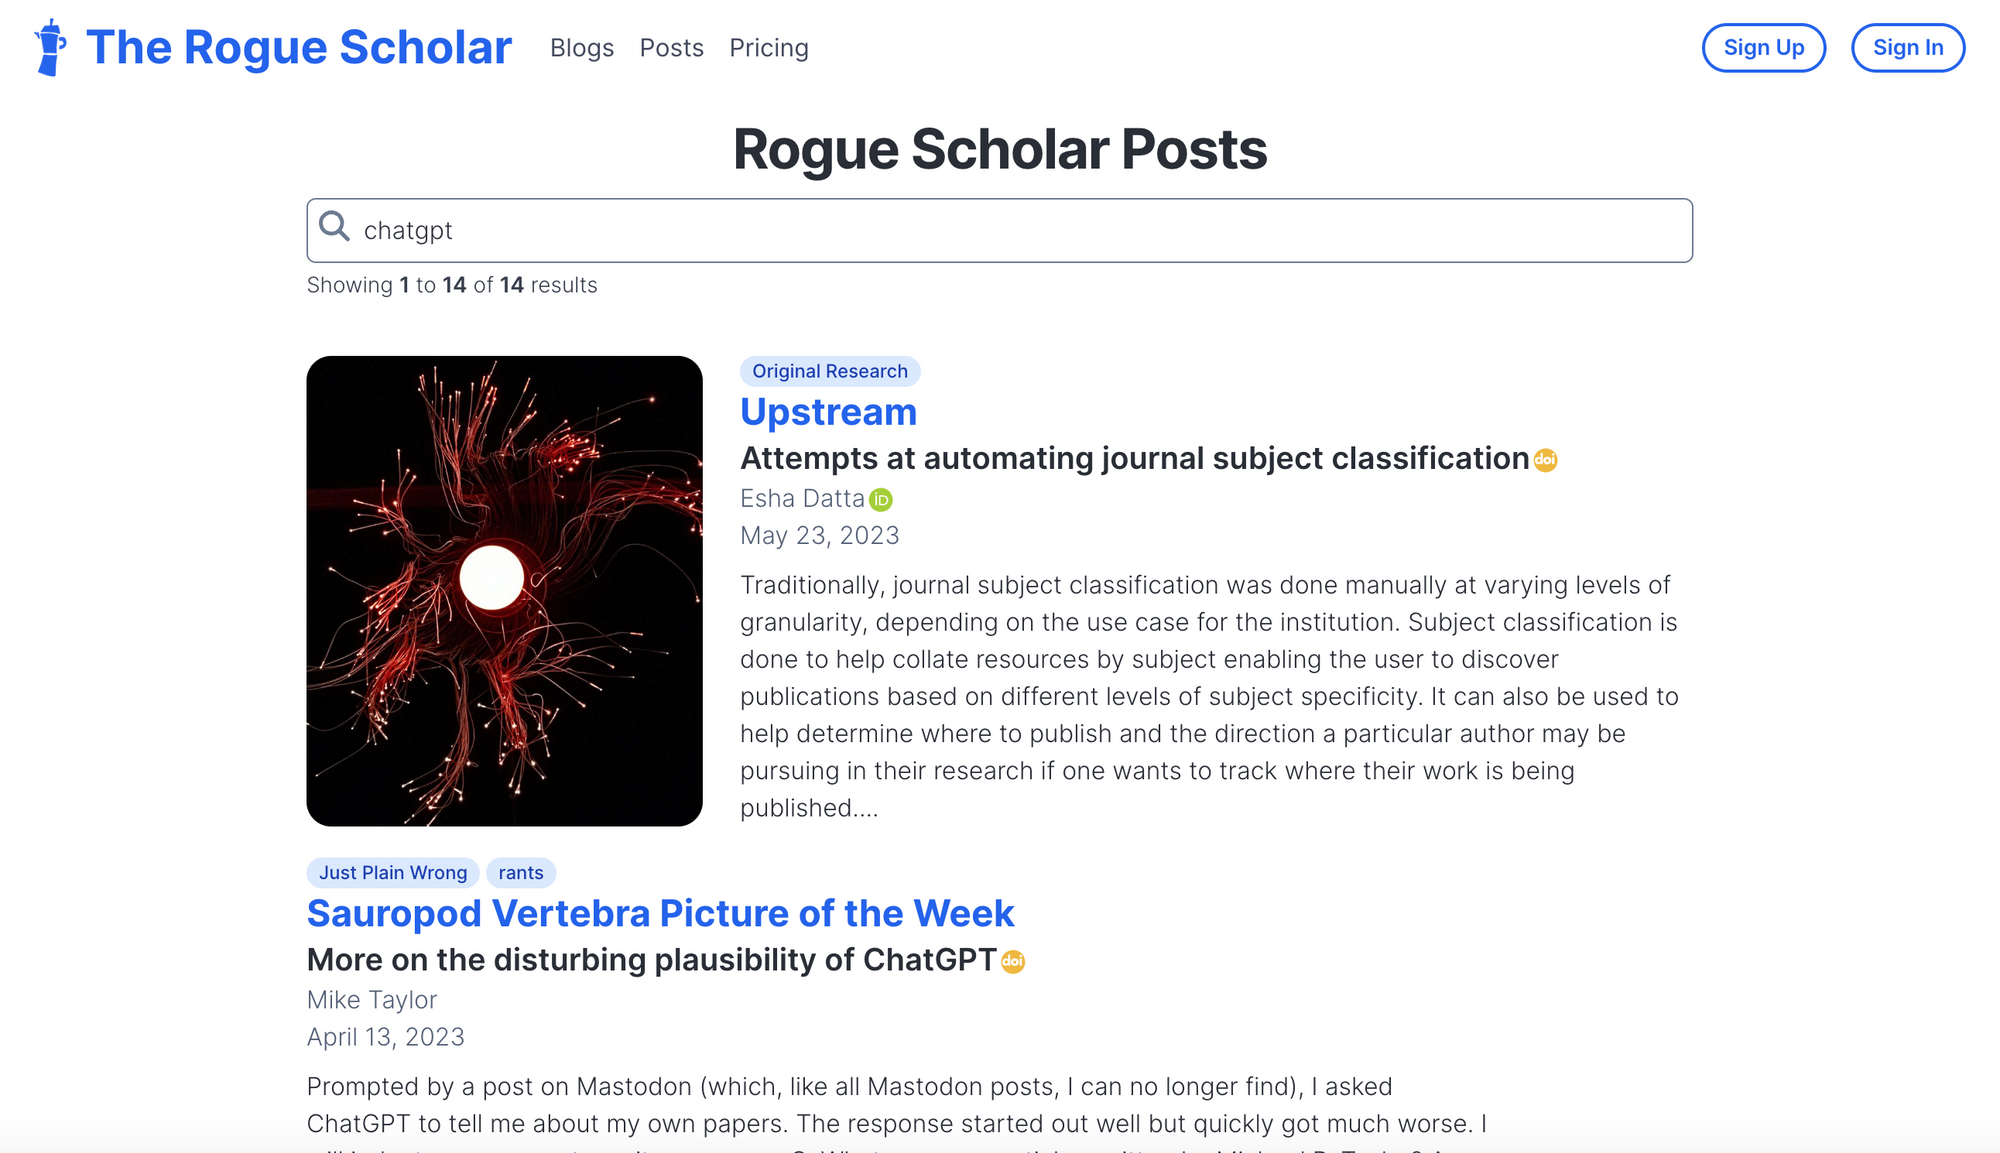 The Rogue Scholar Blogs Posts Pricing Sign Up Sign In
Rogue Scholar Posts
chatgpt
Showing 1 to 14 of 14 results
Original Research
Upstream
Attempts at automating journal subject classification doi
Esha Datta iD
May 23, 2023
Traditionally, journal subject classification was done manually at varying levels of
granularity, depending on the use case for the institution. Subject classification is
done to help collate resources by subject enabling the user to discover
publications based on different levels of subject specificity. It can also be used to
help determine where to publish and the direction a particular author may be
pursuing in their research if one wants to track where their work is being
published....
Just Plain Wrong rants
Sauropod Vertebra Picture of the Week
More on the disturbing plausibility of ChatGPT doi
Mike Taylor
April 13, 2023
Prompted by a post on Mastodon (which, like all Mastodon posts, I can no longer find), I asked
ChatGPT to tell me about my own papers. The response started out well but quickly got much worse. I